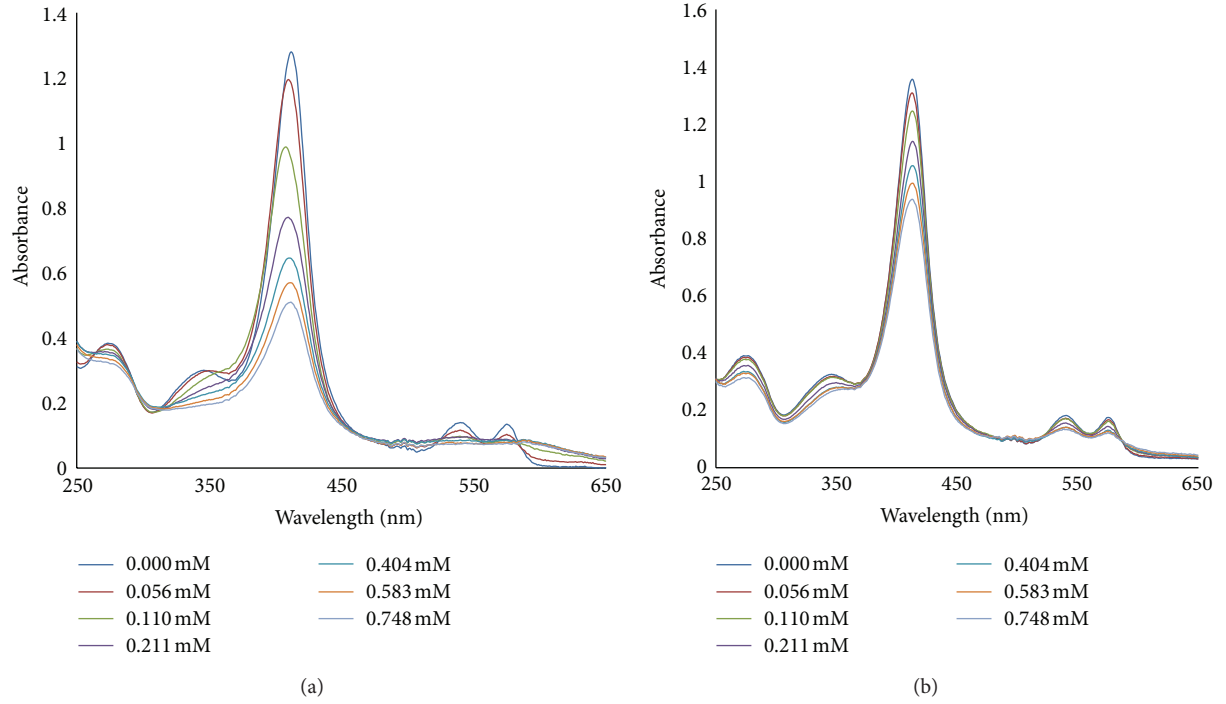 1.4
1.2
1
0.8
0.6
0.4
0.2
0
Absorbance
250
350
450
550
650
Wavelength (nm)
0.000 mM
0.056 mM
0.110 mM
0.211 mM
0.404 mM
0.583 mM
0.748 mM
(a)
1.6
1.4
1.2
1
0.8
0.6
0.4
0.2
0
Absorbance
250
350
450
550
650
Wavelength (nm)
0.000 mM
0.056 mM
0.110 mM
0.211 mM
0.404 mM
0.583 mM
0.748 mM
(b)